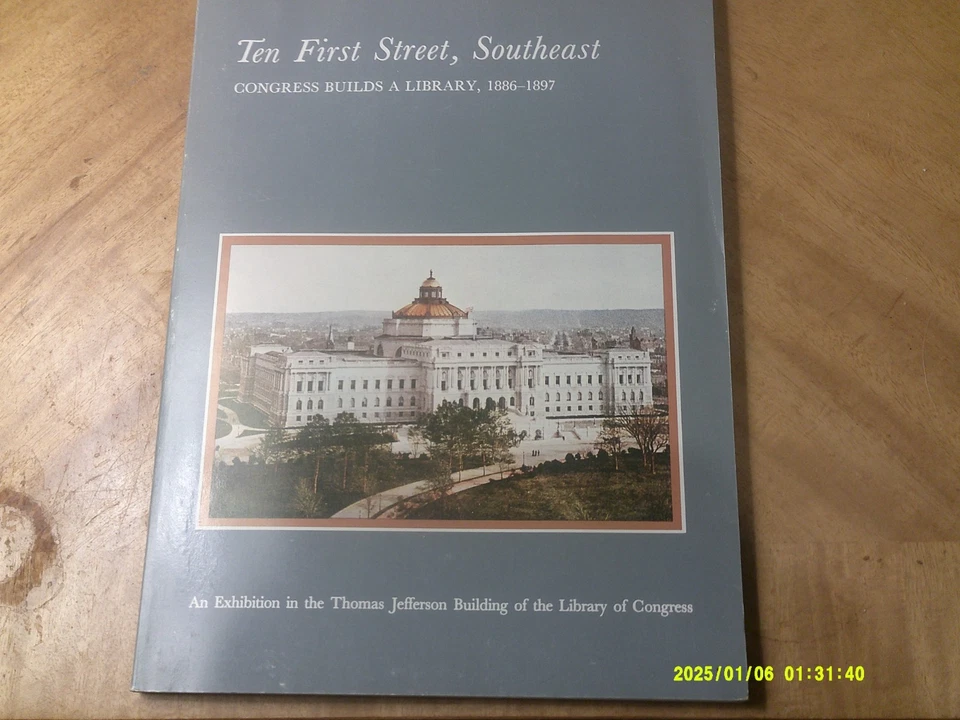 Ten First Street, Southeast
CONGRESS BUILDS A LIBRARY, 1886–1897
An Exhibition in the Thomas Jefferson Building of the Library of Congress
2025/01/06 01:31:40